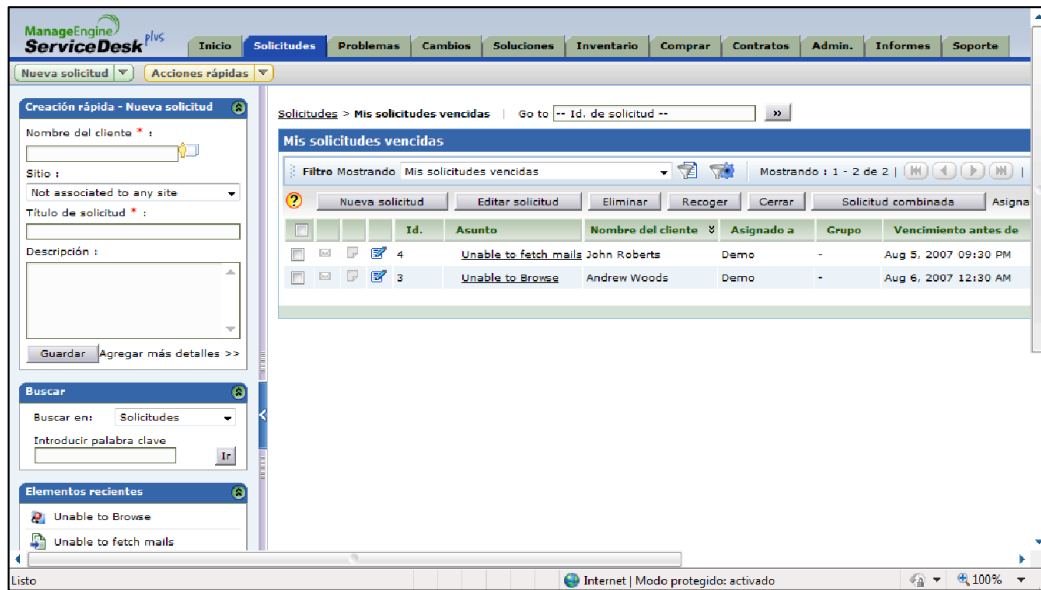 ManageEngine
ServiceDesk plus
Inicio Solicitudes Problemas Cambios Soluciones Inventario Comprar Contratos Admin. Informes Soporte
Nueva solicitud Acciones rápidas
Creación rápida - Nueva solicitud
Nombre del cliente * :
Sitio :
Not associated to any site
Título de solicitud * :
Descripción :
Guardar Agregar más detalles >>
Buscar
Buscar en: Solicitudes
Introducir palabra clave
Ir
Elementos recientes
Unable to Browse
Unable to fetch mails
Solicitudes > Mis solicitudes vencidas | Go to -- Id. de solicitud -- »
Mis solicitudes vencidas
Filtro Mostrando Mis solicitudes vencidas Mostrando : 1 - 2 de 2 | |
Nueva solicitud Editar solicitud Eliminar Recoger Cerrar Solicitud combinada Asigna
Id. Asunto Nombre del cliente Asignado a Grupo Vencimiento antes de
4 Unable to fetch mails John Roberts Demo - Aug 5, 2007 09:30 PM
3 Unable to Browse Andrew Woods Demo - Aug 6, 2007 12:30 AM
Listo Internet | Modo protegido: activado 100%